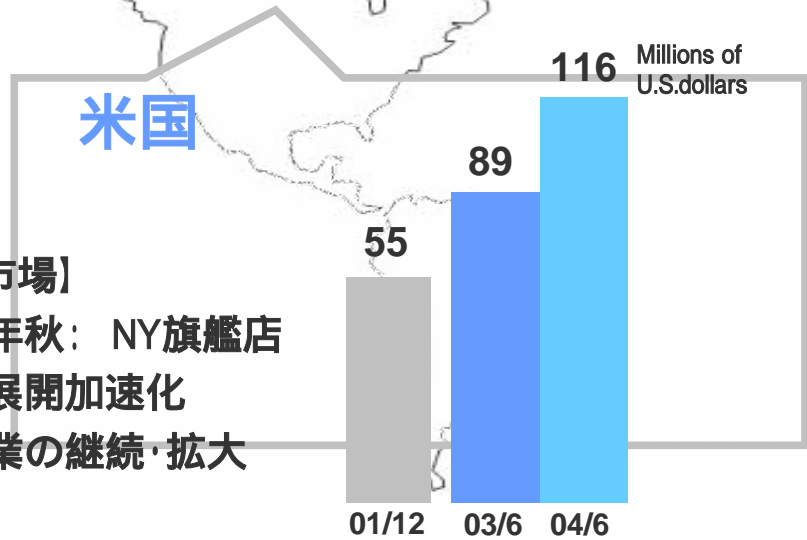 米国
116
Millions of
U.S.dollars
89
55
市場】
年秋： NY旗艦店
展開加速化
業の継続･拡大
01/12 03/6 04/6